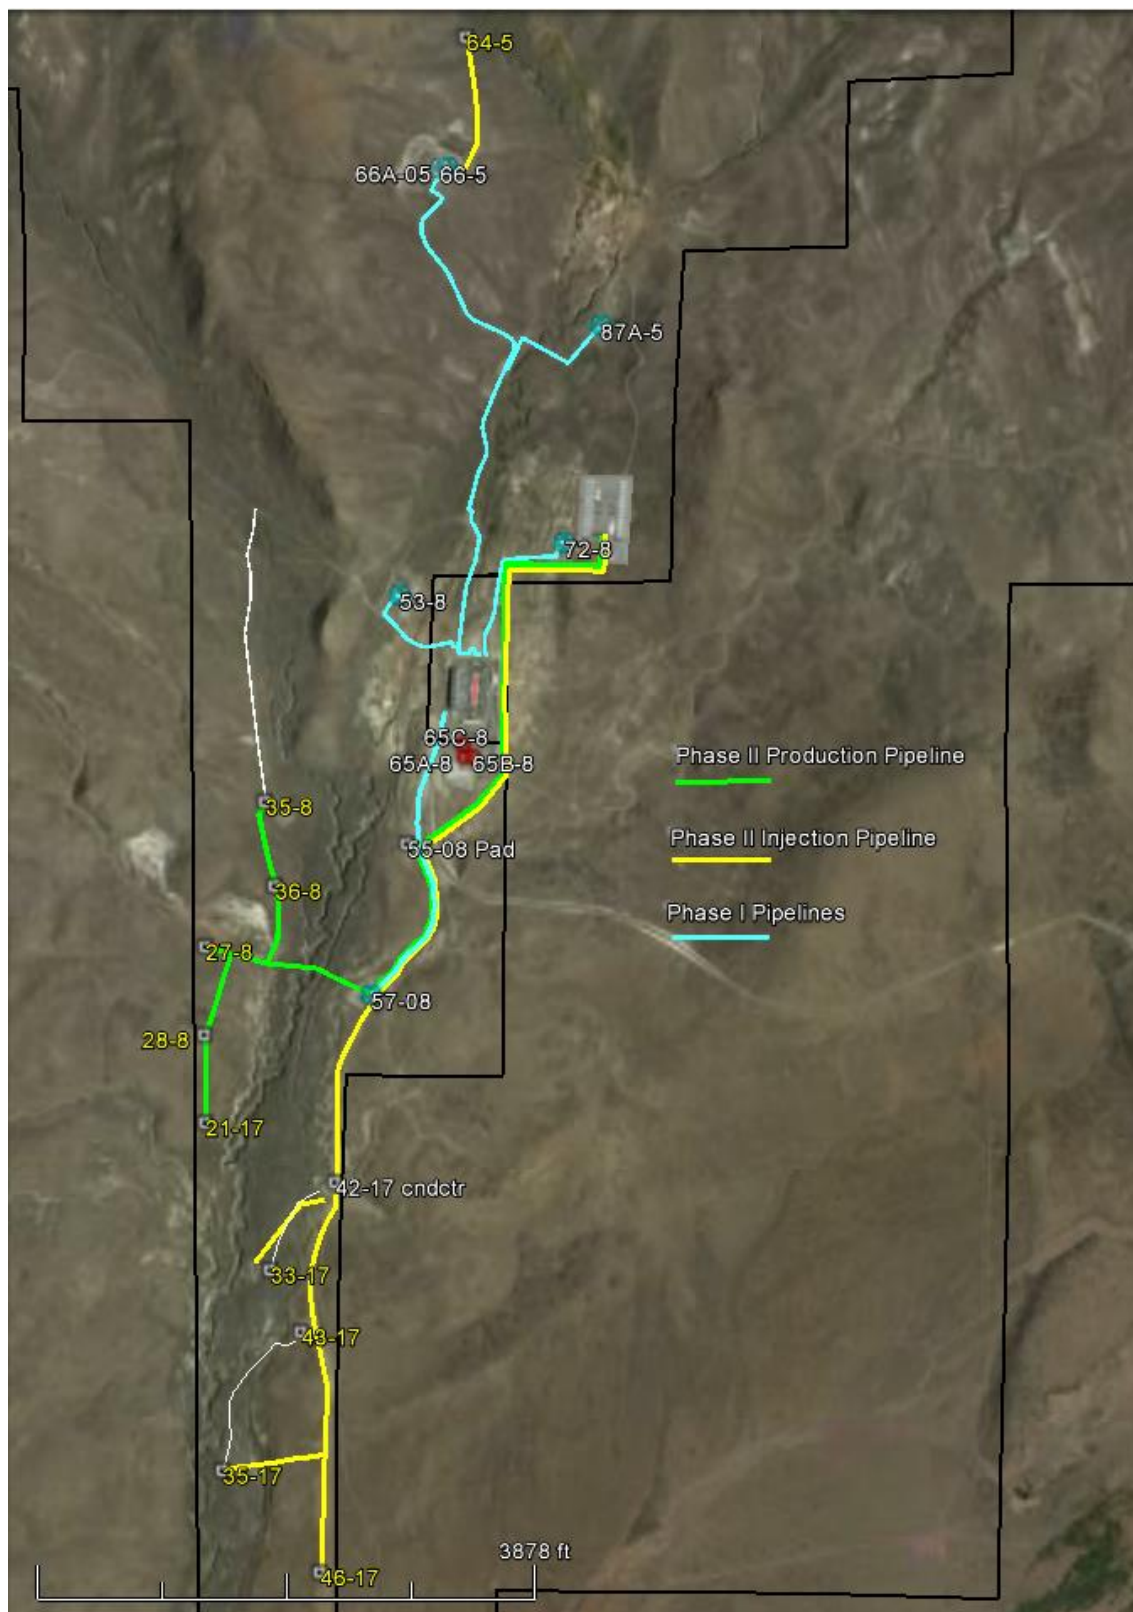 64-5
66A-05 66-5
87A-5
72-8
53-8
65C-8
65A-8 65B-8
Phase II Production Pipeline
35-8
Phase II Injection Pipeline
55-08 Pad
36-8
Phase I Pipelines
27-8
57-08
28-8
21-17
42-17 cndctr
33-17
43-17
35-17
3878 ft
46-17